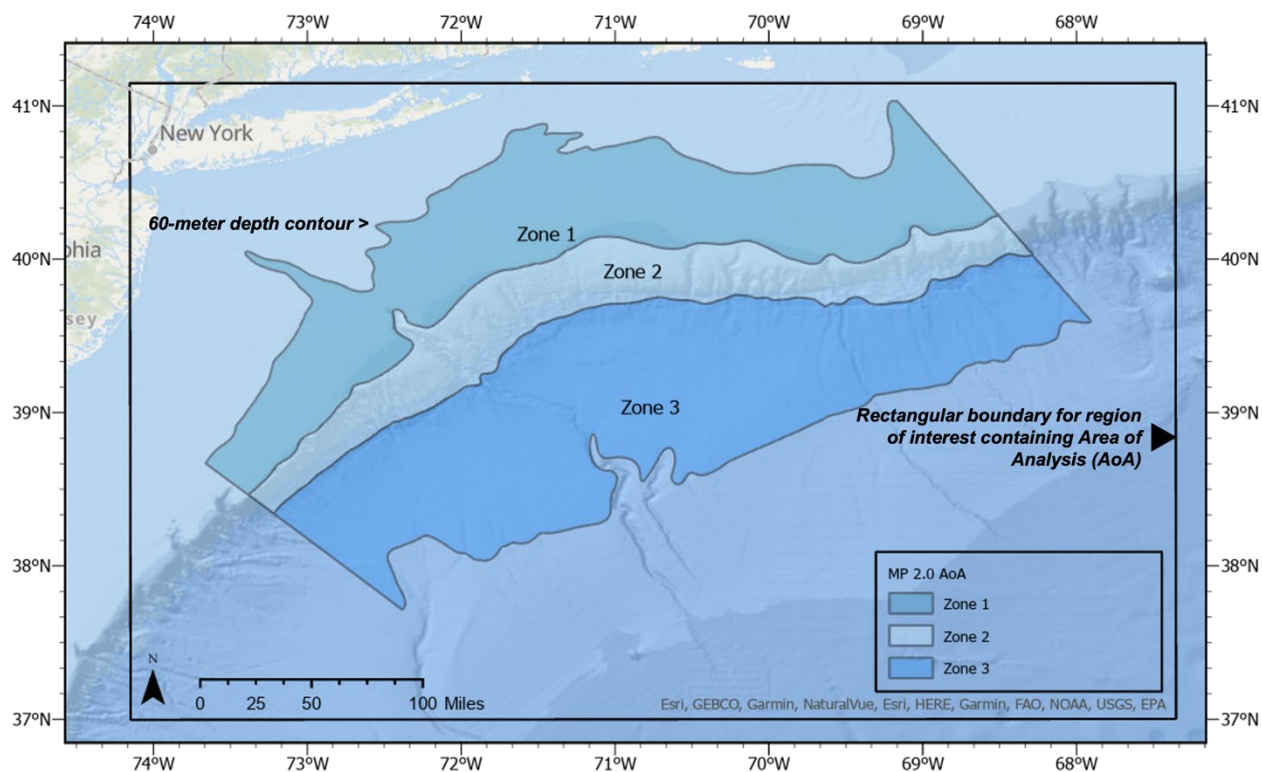 74°W 73°W 72°W 71°W 70°W 69°W 68°W
41°N 41°N
New York
60-meter depth contour >
Zone 1
40°N 40°N
phia
Zone 2
sey
39°N 39°N
Zone 3
Rectangular boundary for region
of interest containing Area of
Analysis (AoA)
38°N 38°N
MP 2.0 AoA
Zone 1
Zone 2
Zone 3
N
0 25 50 100 Miles
Esri, GEBCO, Garmin, NaturalVue, Esri, HERE, Garmin, FAO, NOAA, USGS, EPA
37°N 37°N
74°W 73°W 72°W 71°W 70°W 69°W 68°W